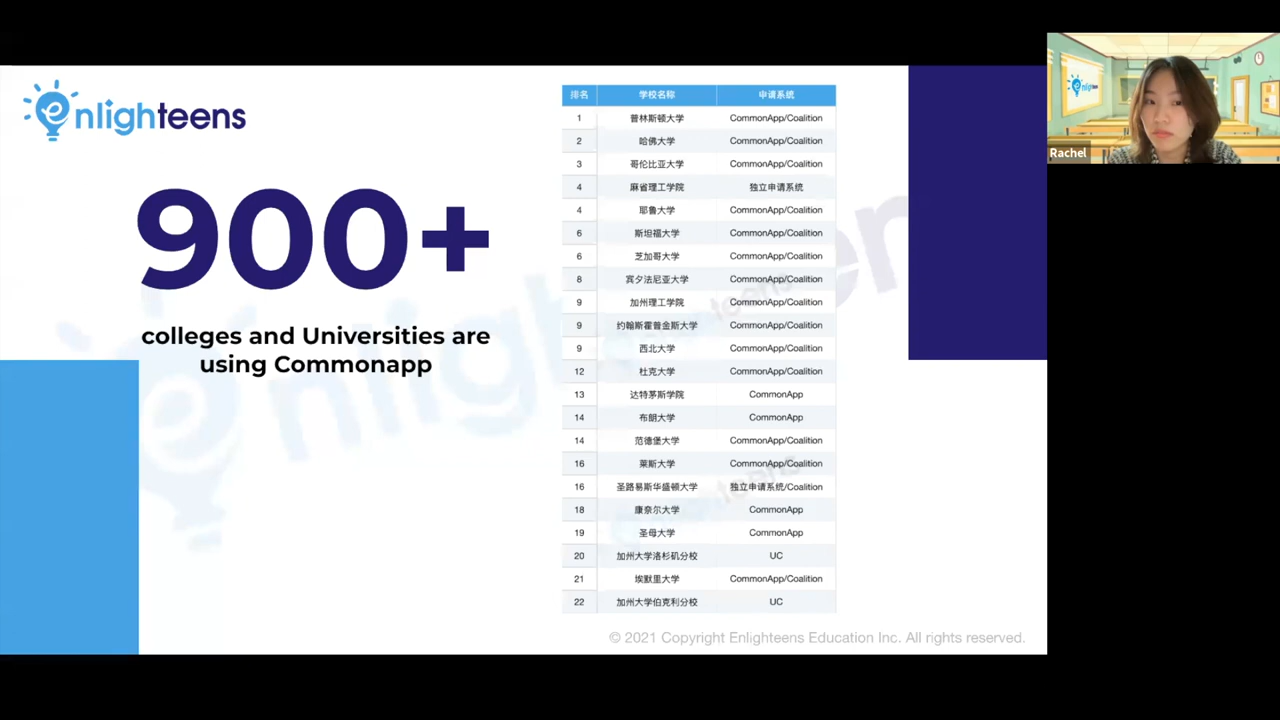 enlighteens
900+
colleges and Universities are
using Commonapp
排名 学校名称 申请系统
1 普林斯顿大学 CommonApp/Coalition
2 哈佛大学 CommonApp/Coalition
3 哥伦比亚大学 CommonApp/Coalition
4 麻省理工学院 独立申请系统
4 耶鲁大学 CommonApp/Coalition
6 斯坦福大学 CommonApp/Coalition
6 芝加哥大学 CommonApp/Coalition
8 宾夕法尼亚大学 CommonApp/Coalition
9 加州理工学院 CommonApp/Coalition
9 约翰斯霍普金斯大学 CommonApp/Coalition
9 西北大学 CommonApp/Coalition
12 杜克大学 CommonApp/Coalition
13 达特茅斯学院 CommonApp
14 布朗大学 CommonApp
14 范德堡大学 CommonApp/Coalition
16 莱斯大学 CommonApp/Coalition
16 圣路易斯华盛顿大学 独立申请系统/Coalition
18 康奈尔大学 CommonApp
19 圣母大学 CommonApp
20 加州大学洛杉矶分校 UC
21 埃默里大学 CommonApp/Coalition
22 加州大学伯克利分校 UC
© 2021 Copyright Enlighteens Education Inc. All rights reserved.
Rachel